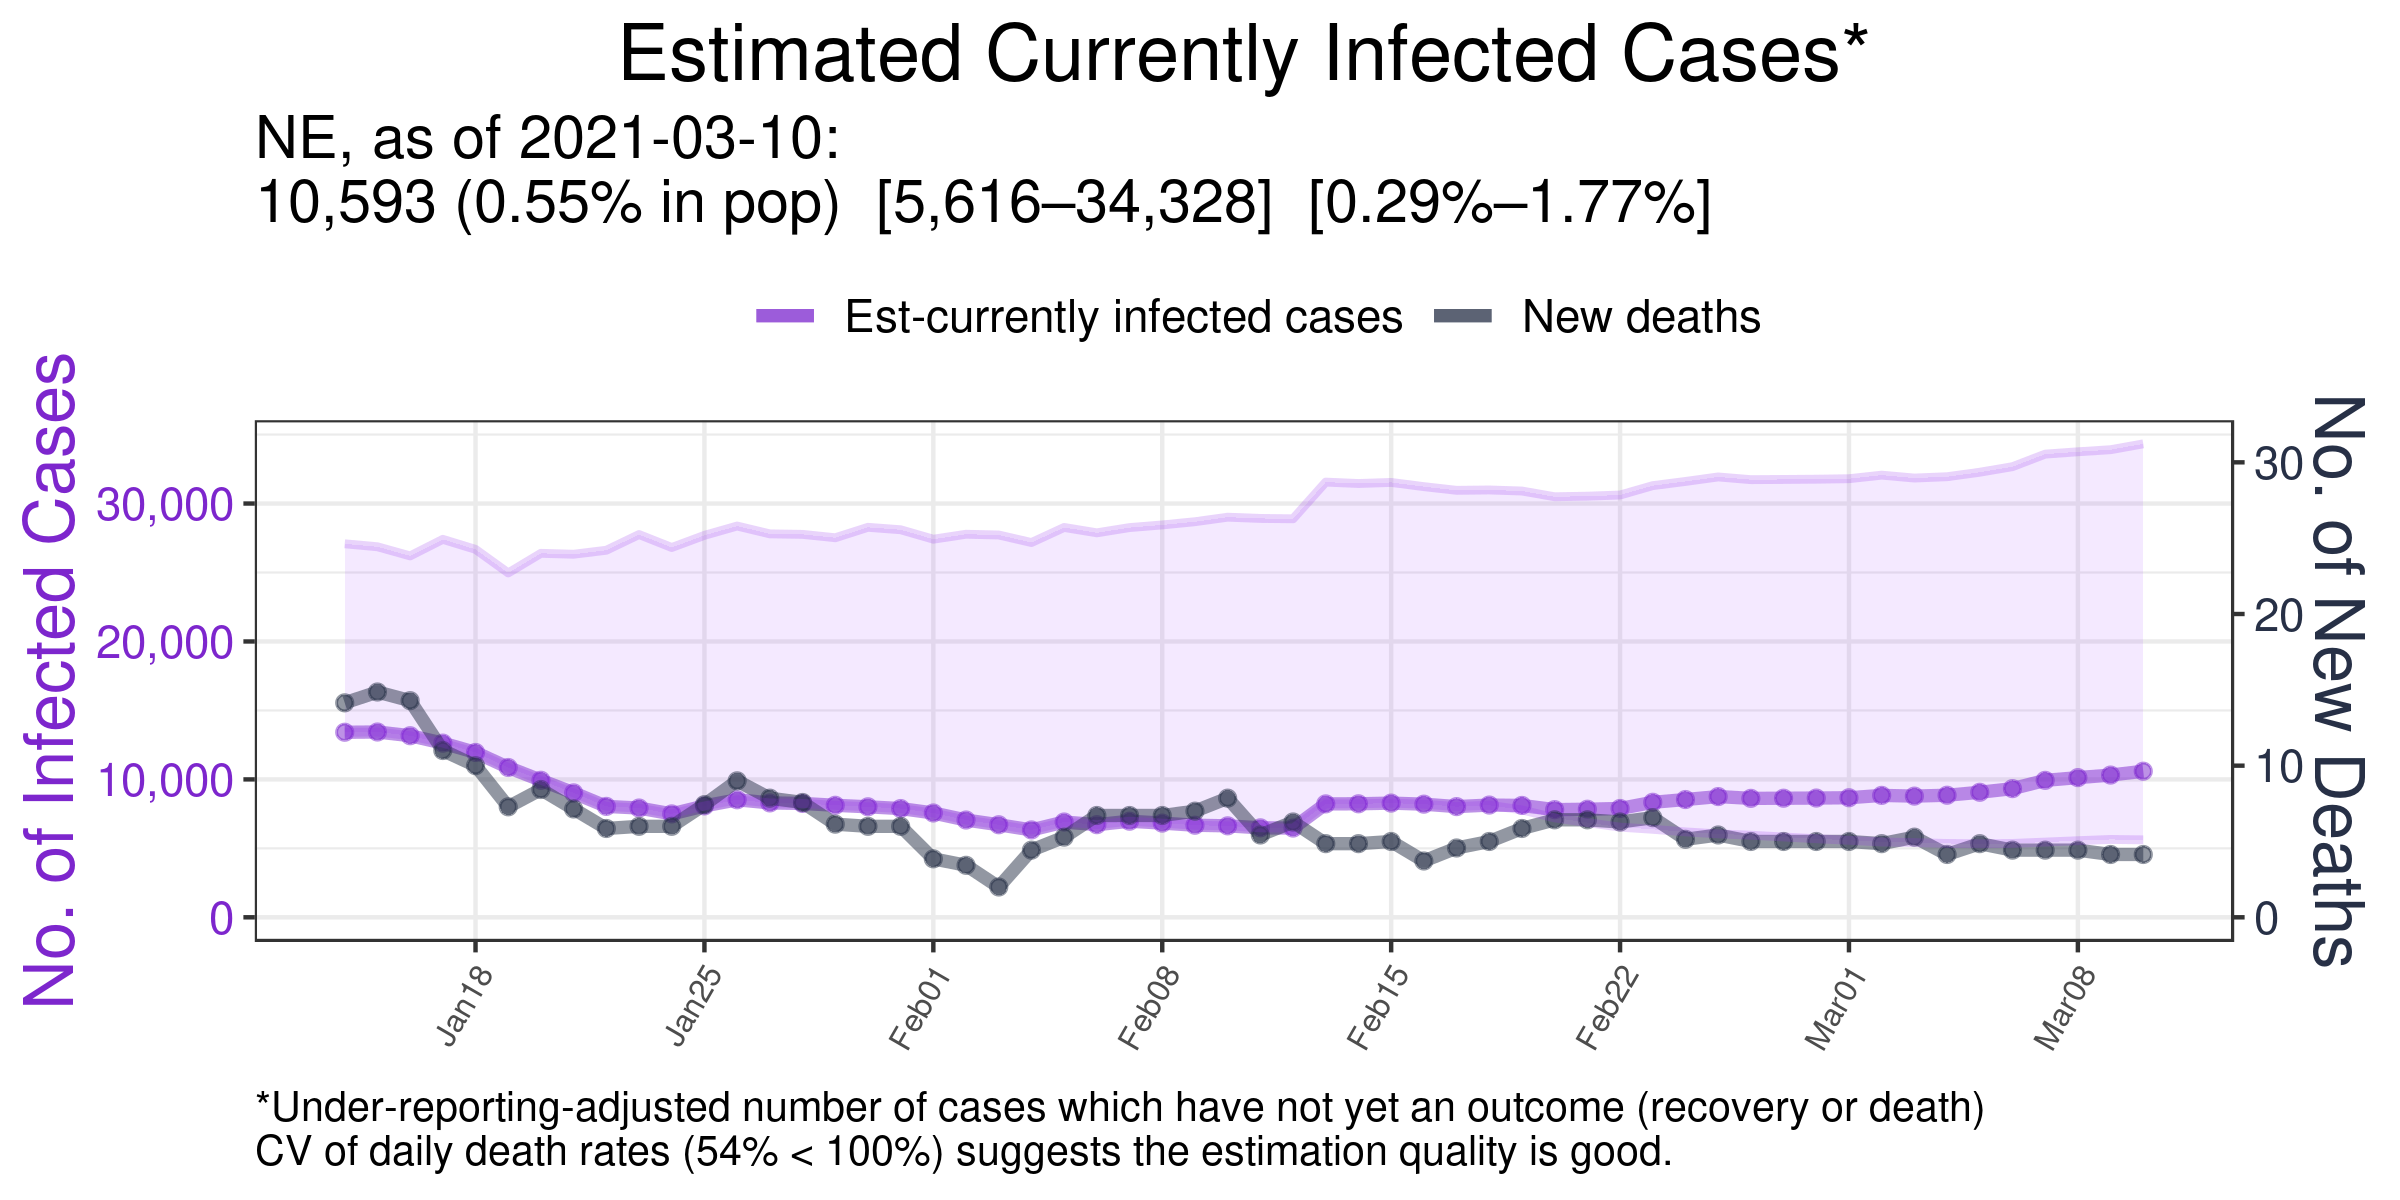 Estimated Currently Infected Cases*
NE, as of 2021-03-10:
10,593 (0.55% in pop)  [5,616–34,328]  [0.29%–1.77%]
Est-currently infected cases
New deaths
No. of Infected Cases
30,000
20,000
10,000
0
30
20
10
0
No. of New Deaths
Jan18
Jan25
Feb01
Feb08
Feb15
Feb22
Mar01
Mar08
*Under-reporting-adjusted number of cases which have not yet an outcome (recovery or death)
CV of daily death rates (54% < 100%) suggests the estimation quality is good.